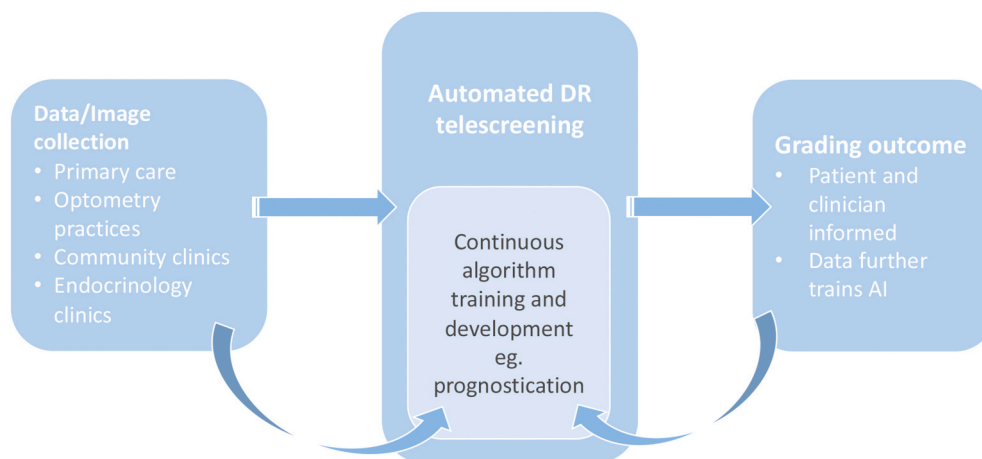 Data/Image
collection
• Primary care
• Optometry
practices
• Community clinics
• Endocrinology
clinics
Automated DR
telescreening
Continuous
algorithm
training and
development
eg.
prognostication
Grading outcome
• Patient and
clinician
informed
• Data further
trains AI